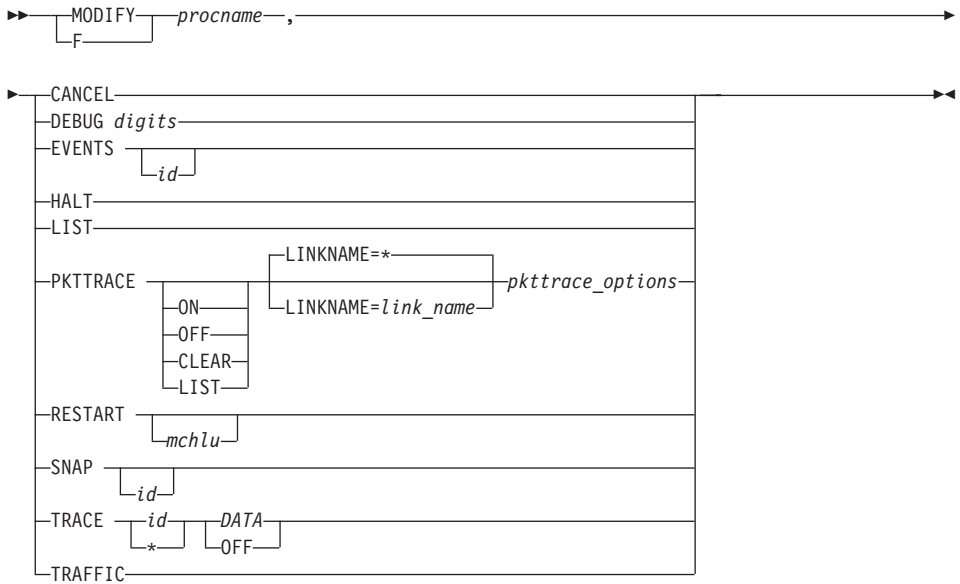 MODIFY procname ,
F
CANCEL
DEBUG digits
EVENTS
id
HALT
LIST
LINKNAME=*
PKTTRACE pkttrace_options
ON LINKNAME=link_name
OFF
CLEAR
LIST
RESTART
mchlu
SNAP
id
TRACE id DATA
* OFF
TRAFFIC